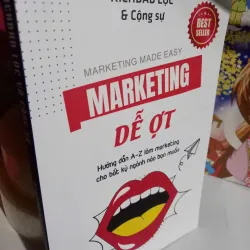 & Cộng sự
BEST
SELLER
MARKETING MADE EASY
MARKETING
DỄ ỢT
Hướng dẫn A-Z làm marketing
cho bất kỳ ngành nào bạn muốn